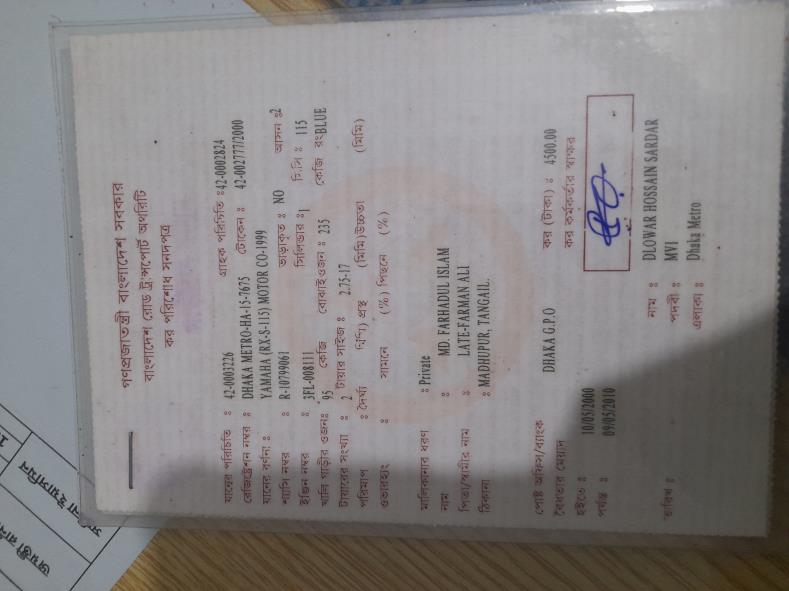 গণপ্রজাতন্ত্রী বাংলাদেশ সরকার
বাংলাদেশ রোড ট্রান্সপোর্ট অথরিটি
কর পরিশোধ সনদপত্র
যানের পরিচিতি : 42-0003226 গ্রাহক পরিচিতি : 42-0002824
রেজিষ্ট্রেশন নম্বর : DHAKA METRO-HA-15-7675 টোকেন : 42-002777/2000
যানের বর্ণনা : YAMAHA (RX-S-115) MOTOR CO-1999
শ্যাসি নম্বর : R-10799061 ভাড়াকৃত : NO আসন : 2
ইঞ্জিন নম্বর : 3FL-008111 সিলিন্ডার : 1 সি.সি : 115
খালি গাড়ীর ওজন : 95 কেজি বোঝাই ওজন : 235 কেজি রং BLUE
টায়ারের সংখ্যা : 2 টায়ার সাইজ : 2.75-17
পরিমাপ : দৈর্ঘ্য (মিমি) প্রস্থ (মিমি) উচ্চতা (মিমি)
ওভারহ্যাং : সামনে (%) পিছনে (%)
মালিকানার ধরণ : Private
নাম : MD. FARHADUL ISLAM
পিতা/স্বামীর নাম : LATE-FARMAN ALI
ঠিকানা : MADHUPUR, TANGAIL.
পোষ্ট অফিস/ব্যাংক DHAKA G.P.O কর (টাকা) : 4500.00
বৈধতার মেয়াদ কর কর্মকর্তার স্বাক্ষর
হইতে : 10/05/2000
পর্যন্ত : 09/05/2010
নাম : DLOWAR HOSSAIN SARDAR
পদবী : MVI
তারিখ : এলাকা : Dhaka Metro